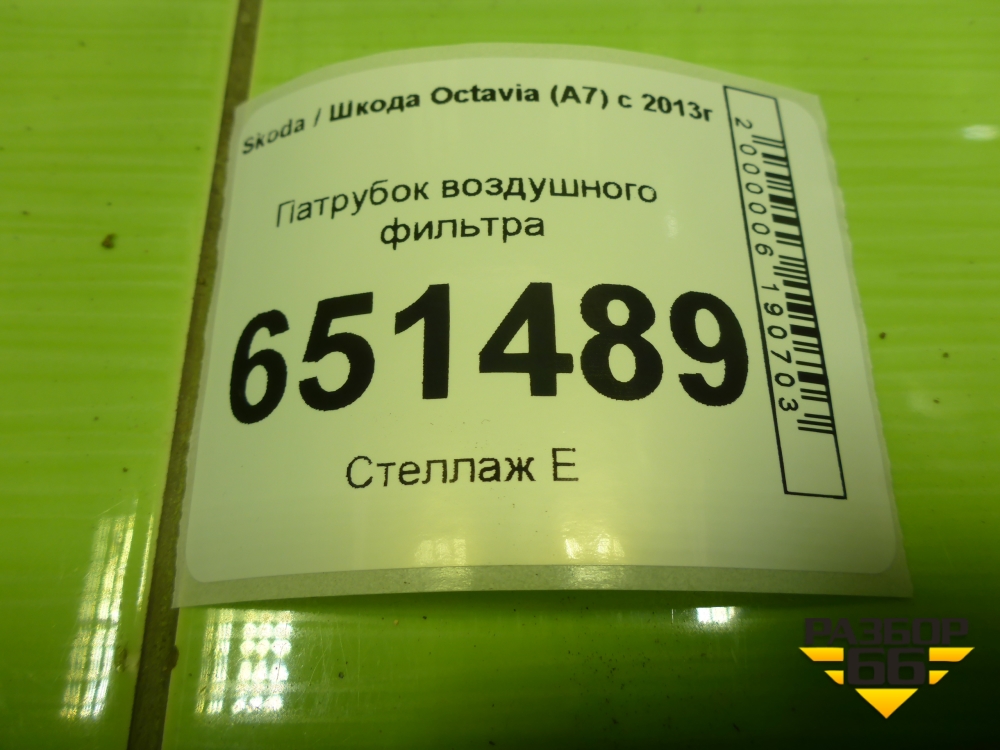 Skoda / Шкода Octavia (A7) с 2013г
Патрубок воздушного
фильтра
651489
Стеллаж Е
2000006190703
РАЗБОР
66